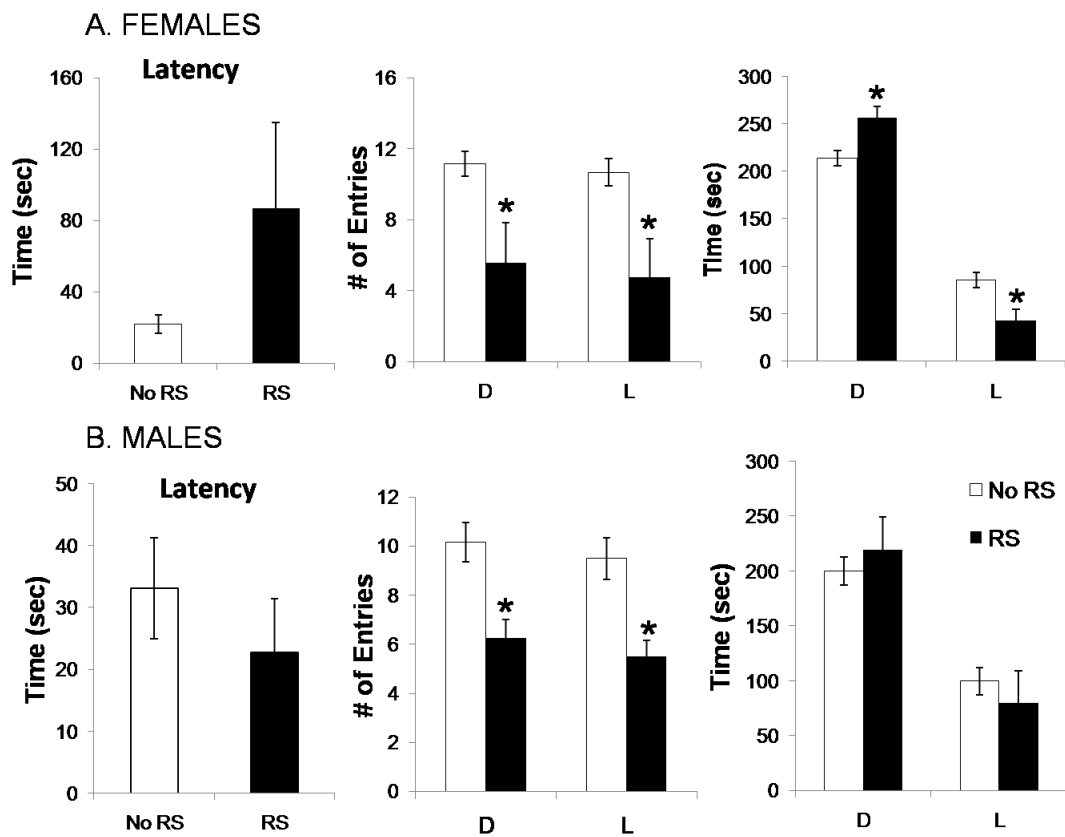 A. FEMALES
Latency
Time (sec)
160
120
80
40
0
No RS
RS
# of Entries
16
12
8
4
0
*
*
D
L
Time (sec)
300
250
200
150
100
50
0
*
*
D
L
B. MALES
Latency
Time (sec)
50
40
30
20
10
0
No RS
RS
# of Entries
12
10
8
6
4
2
0
*
*
D
L
Time (sec)
300
250
200
150
100
50
0
No RS
RS
D
L